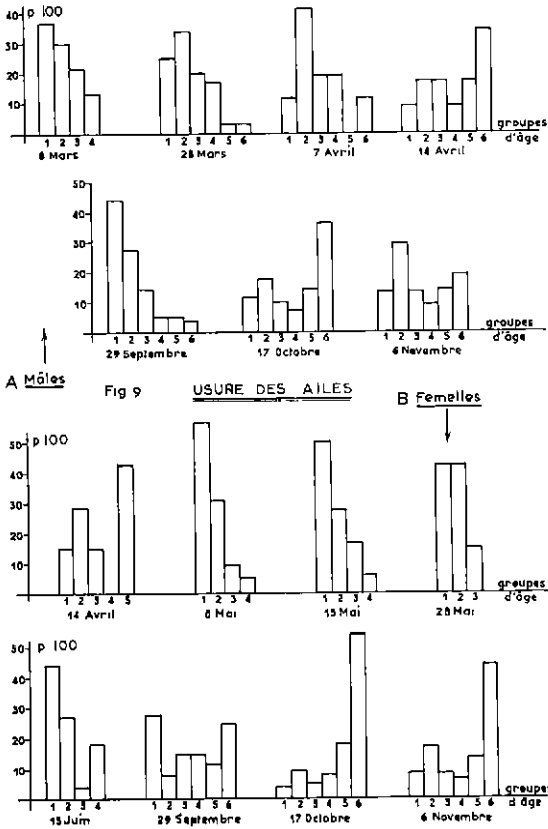 p 100
40
30
20
10
1 2 3 4
1 2 3 4 5 6
1 2 3 4 5 6
1 2 3 4 5 6
groupes
d'âge
8 Mars
28 Mars
7 Avril
14 Avril
50
40
30
20
10
1 2 3 4 5 6
1 2 3 4 5 6
1 2 3 4 5 6
groupes
d'âge
29 Septembre
17 Octobre
6 Novembre
A Mâles
Fig 9
USURE DES AILES
B Femelles
p 100
50
40
30
20
10
1 2 3 4 5
1 2 3 4
1 2 3 4
1 2 3
groupes
d'âge
14 Avril
8 Mai
15 Mai
28 Mai
p 100
50
40
30
20
10
1 2 3 4
1 2 3 4 5 6
1 2 3 4 5 6
1 2 3 4 5 6
groupes
d'âge
15 Juin
29 Septembre
17 Octobre
6 Novembre